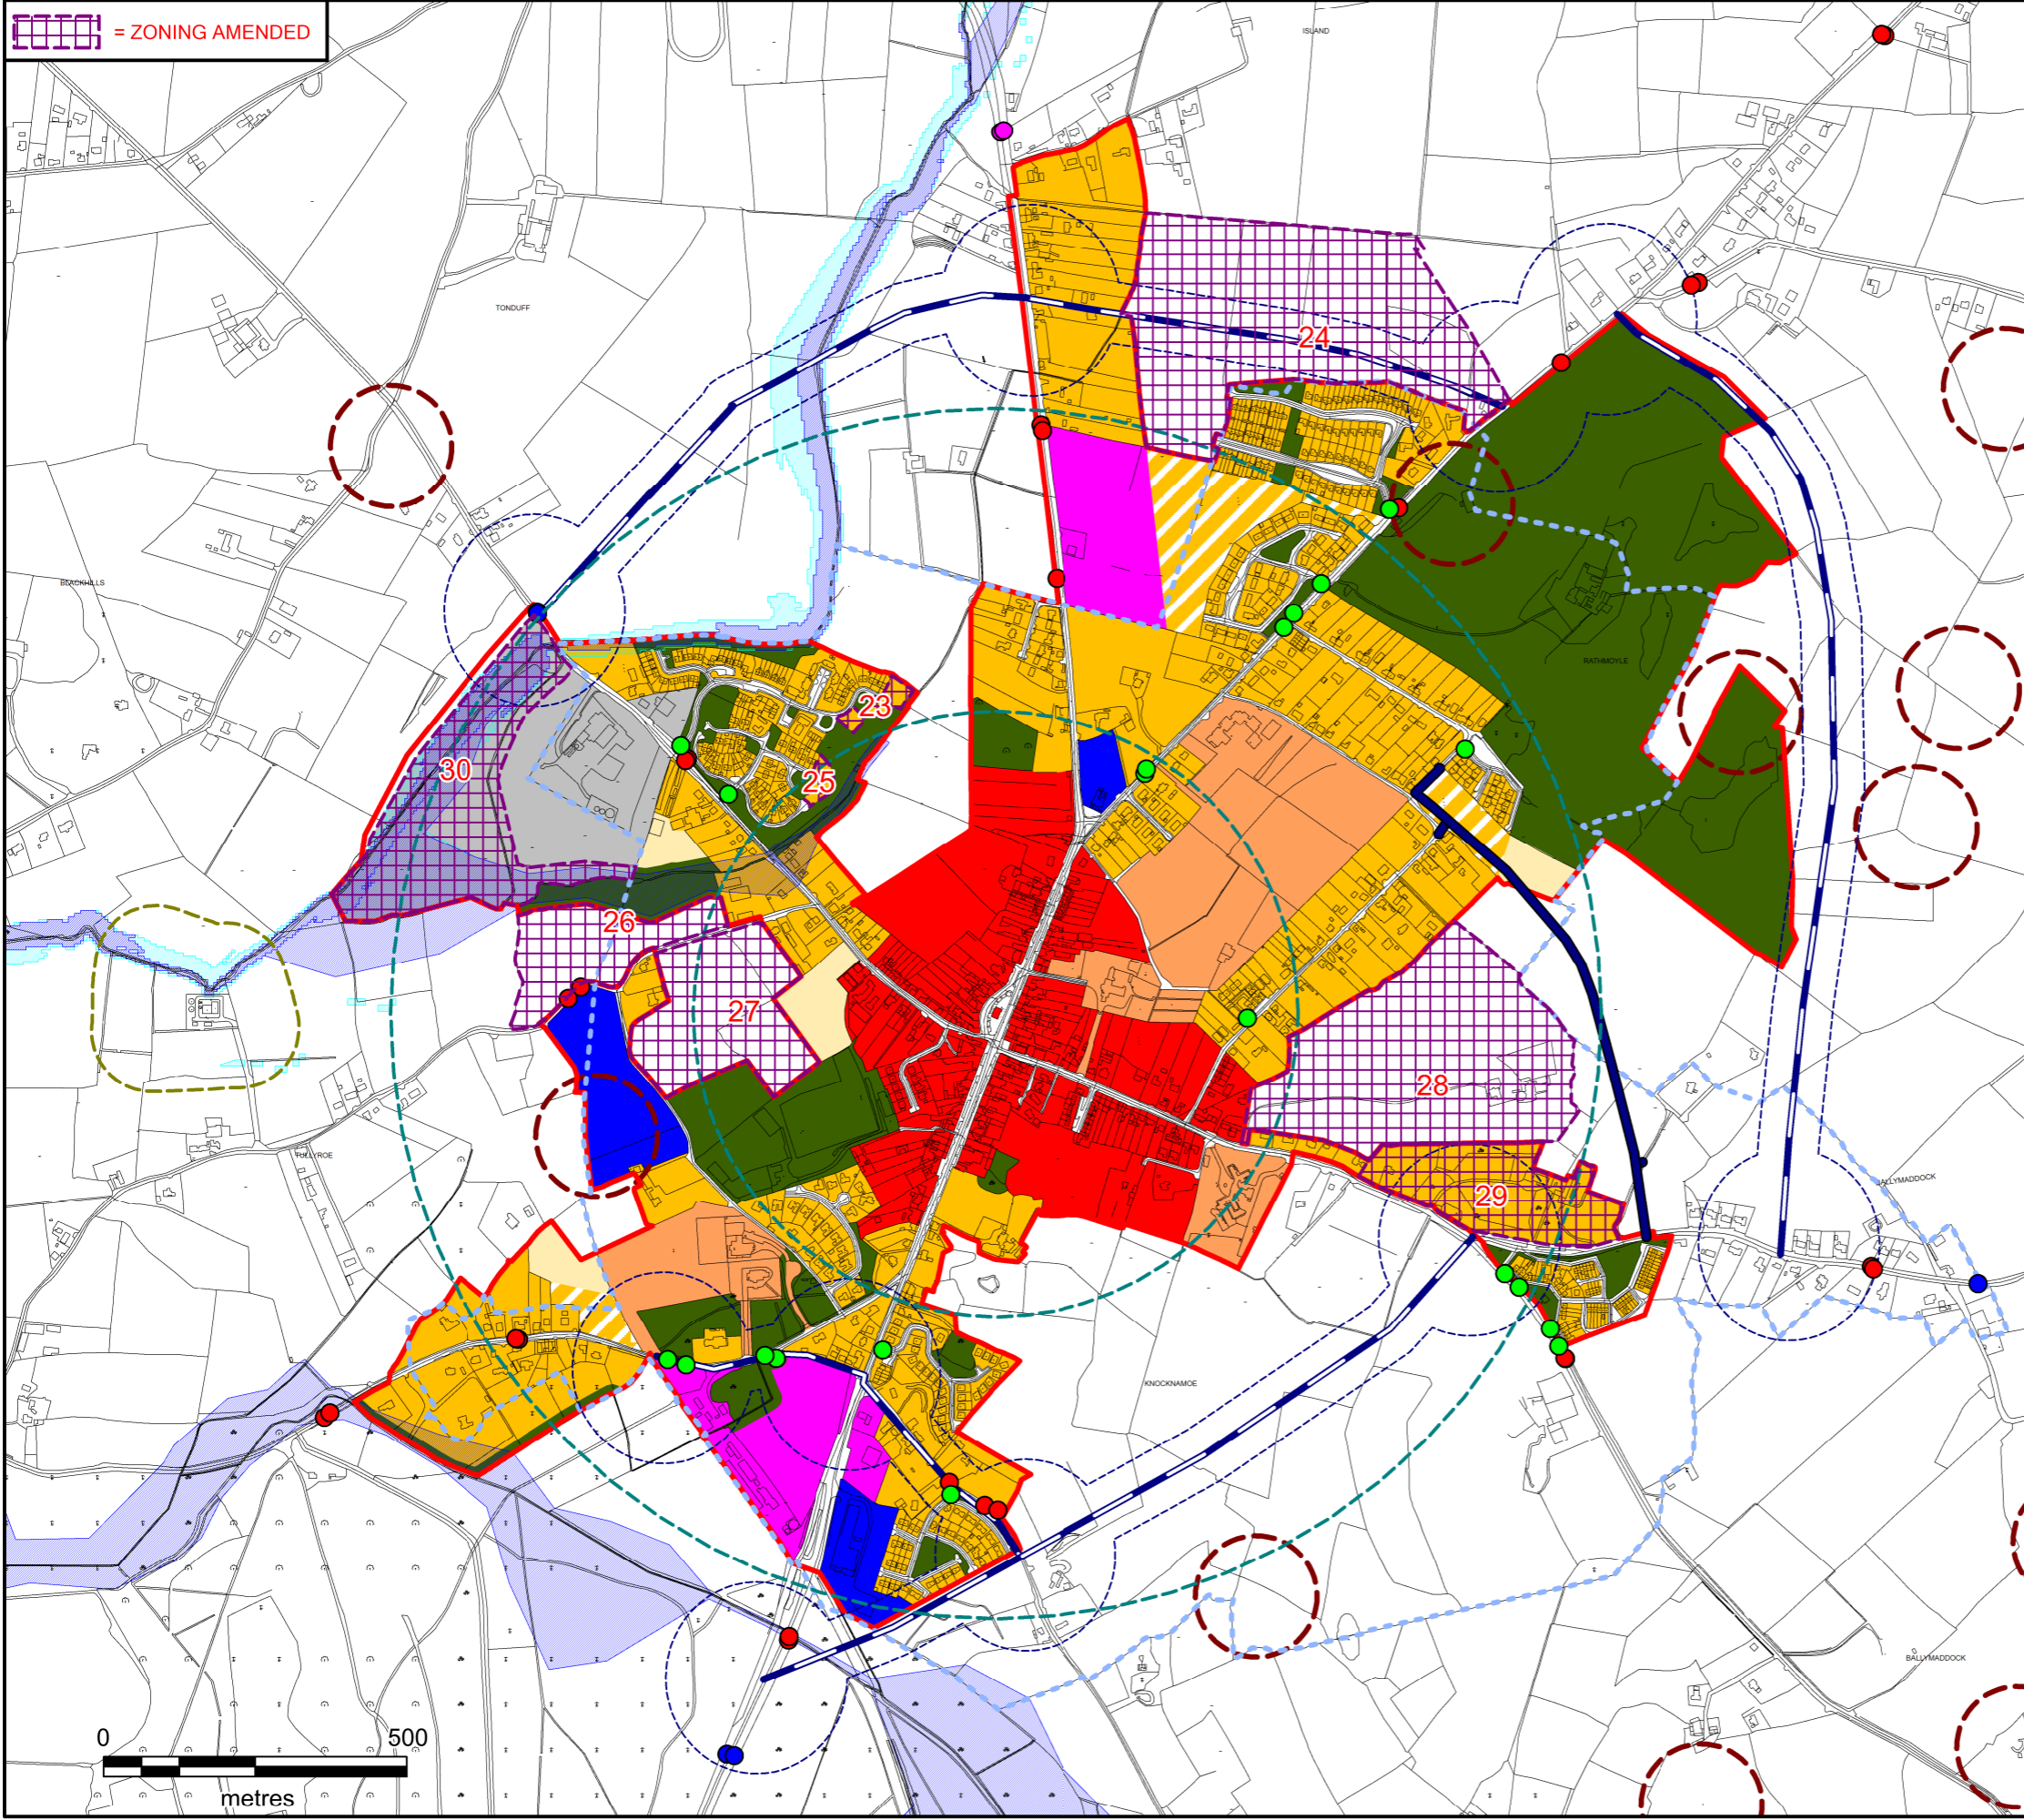 = ZONING AMENDED
ISLAND
TONDUFF
24
BLACKHILLS
RATHMOYLE
23
30
25
26
27
28
TULLYROE
29
BALLYMADDOCK
KNOCKNAMOE
BALLYMADDOCK
0 500
metres